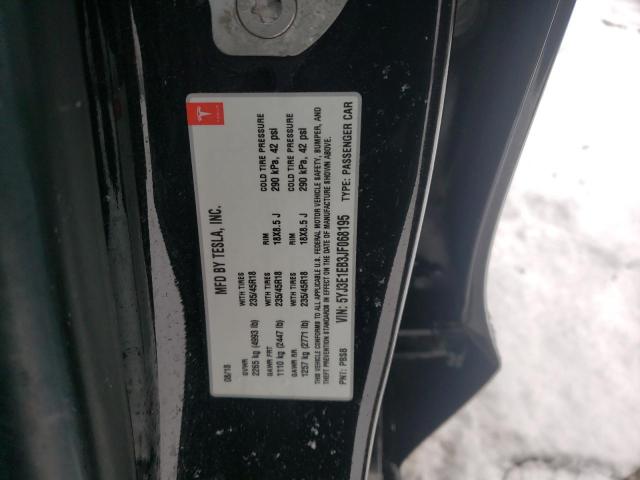 MFD BY TESLA, INC.
08/18
GVWR WITH TIRES RIM COLD TIRE PRESSURE
2265 kg (4993 lb) 235/45R18 18X8.5 J 290 kPa, 42 psi
GAWR FRT WITH TIRES RIM COLD TIRE PRESSURE
1110 kg (2447 lb) 235/45R18 18X8.5 J 290 kPa, 42 psi
GAWR RR WITH TIRES
1257 kg (2771 lb) 235/45R18
THIS VEHICLE CONFORMS TO ALL APPLICABLE U.S. FEDERAL MOTOR VEHICLE SAFETY, BUMPER, AND
THEFT PREVENTION STANDARDS IN EFFECT ON THE DATE OF MANUFACTURE SHOWN ABOVE.
VIN: 5YJ3E1EB3JF068195
PNT: PBSB TYPE: PASSENGER CAR